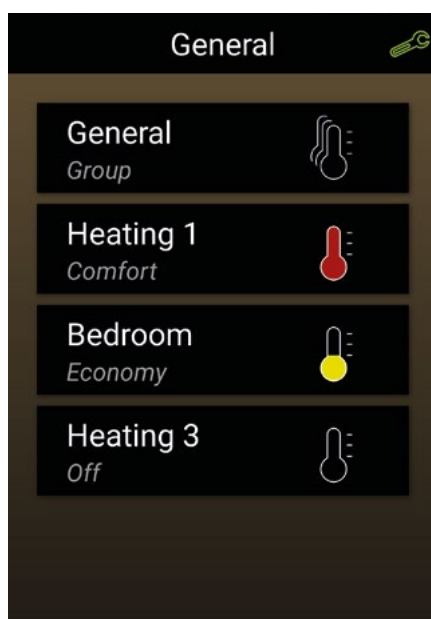 General
General
Group
Heating 1
Comfort
Bedroom
Economy
Heating 3
Off